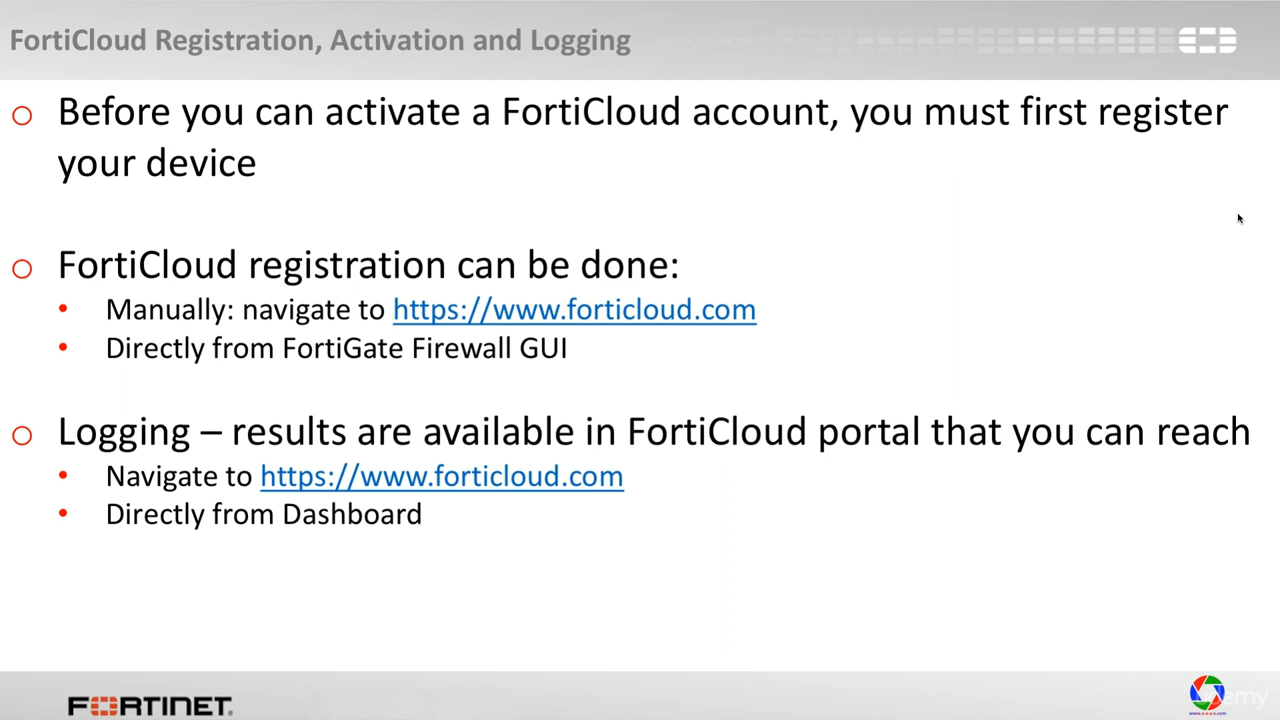 FortiCloud Registration, Activation and Logging
Before you can activate a FortiCloud account, you must first register
your device
FortiCloud registration can be done:
Manually: navigate to https://www.forticloud.com
Directly from FortiGate Firewall GUI
Logging – results are available in FortiCloud portal that you can reach
Navigate to https://www.forticloud.com
Directly from Dashboard
FORTINET